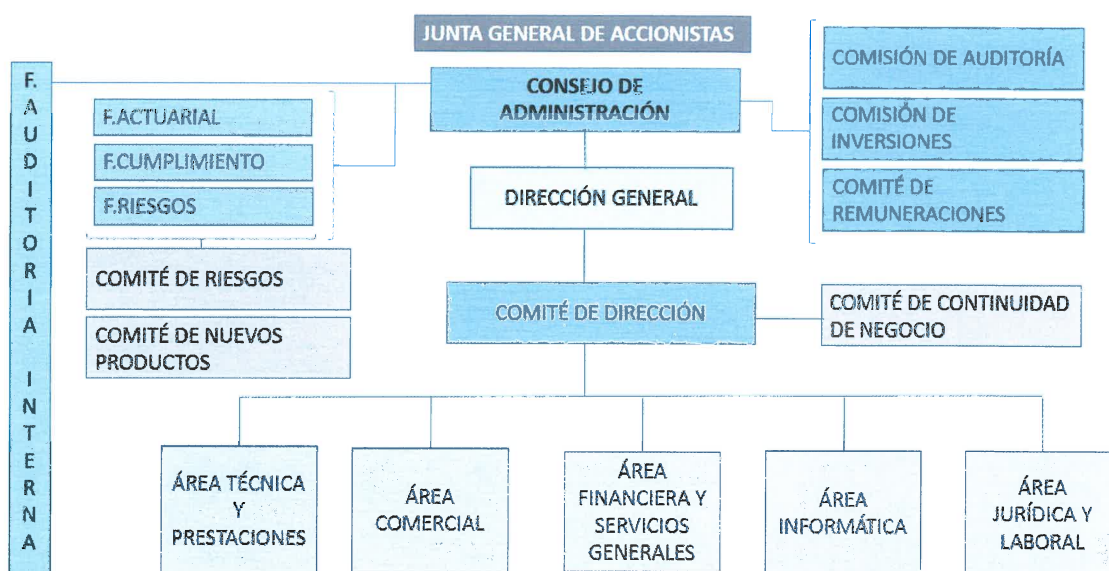 JUNTA GENERAL DE ACCIONISTAS
F. AUDITORIA INTERNA
CONSEJO DE
ADMINISTRACIÓN
COMISIÓN DE AUDITORÍA
COMISIÓN DE
INVERSIONES
COMITÉ DE
REMUNERACIONES
F.ACTUARIAL
F.CUMPLIMIENTO
F.RIESGOS
DIRECCIÓN GENERAL
COMITÉ DE RIESGOS
COMITÉ DE NUEVOS
PRODUCTOS
COMITÉ DE DIRECCIÓN
COMITÉ DE CONTINUIDAD
DE NEGOCIO
ÁREA TÉCNICA
Y
PRESTACIONES
ÁREA
COMERCIAL
ÁREA
FINANCIERA Y
SERVICIOS
GENERALES
ÁREA
INFORMÁTICA
ÁREA
JURÍDICA Y
LABORAL